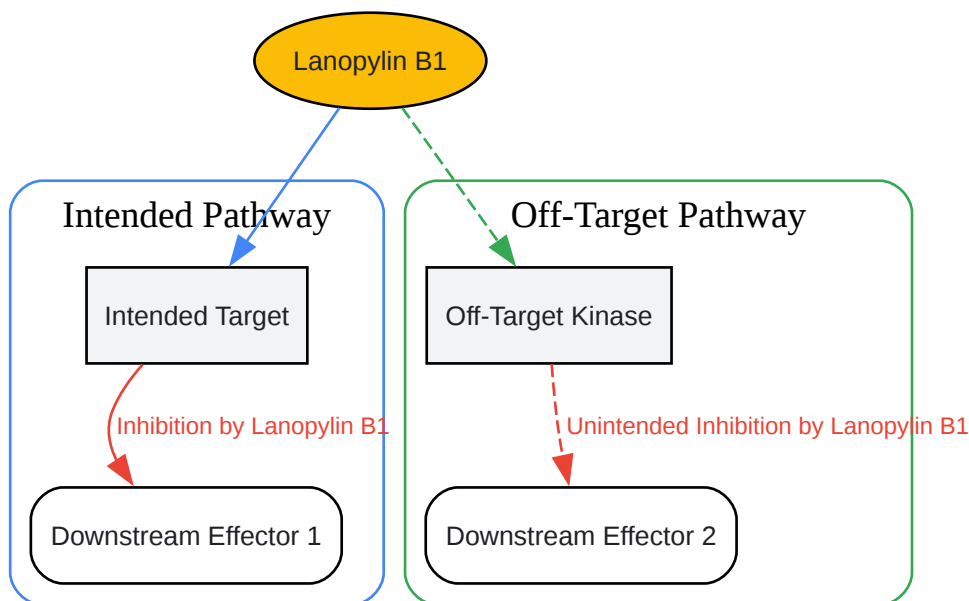 Lanopylin B1
Intended Pathway
Off-Target Pathway
Intended Target
Off-Target Kinase
Inhibition by Lanopylin B1
Unintended Inhibition by Lanopylin B1
Downstream Effector 1
Downstream Effector 2